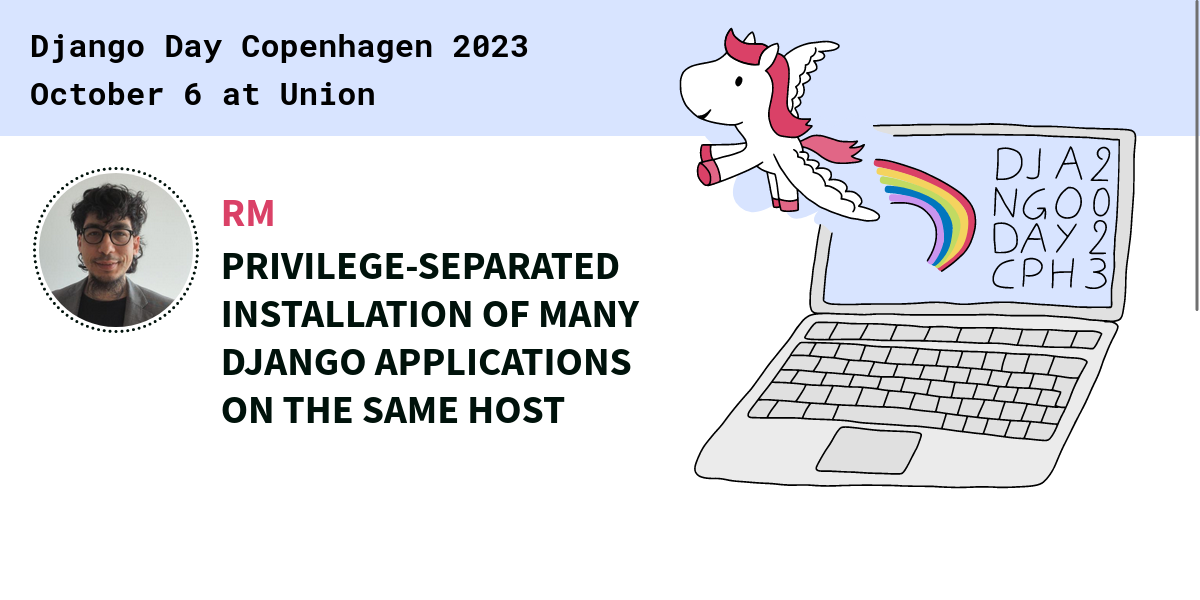 Django Day Copenhagen 2023
October 6 at Union
RM
PRIVILEGE-SEPARATED
INSTALLATION OF MANY
DJANGO APPLICATIONS
ON THE SAME HOST
DJA2
NGO0
DAY2
CPH3